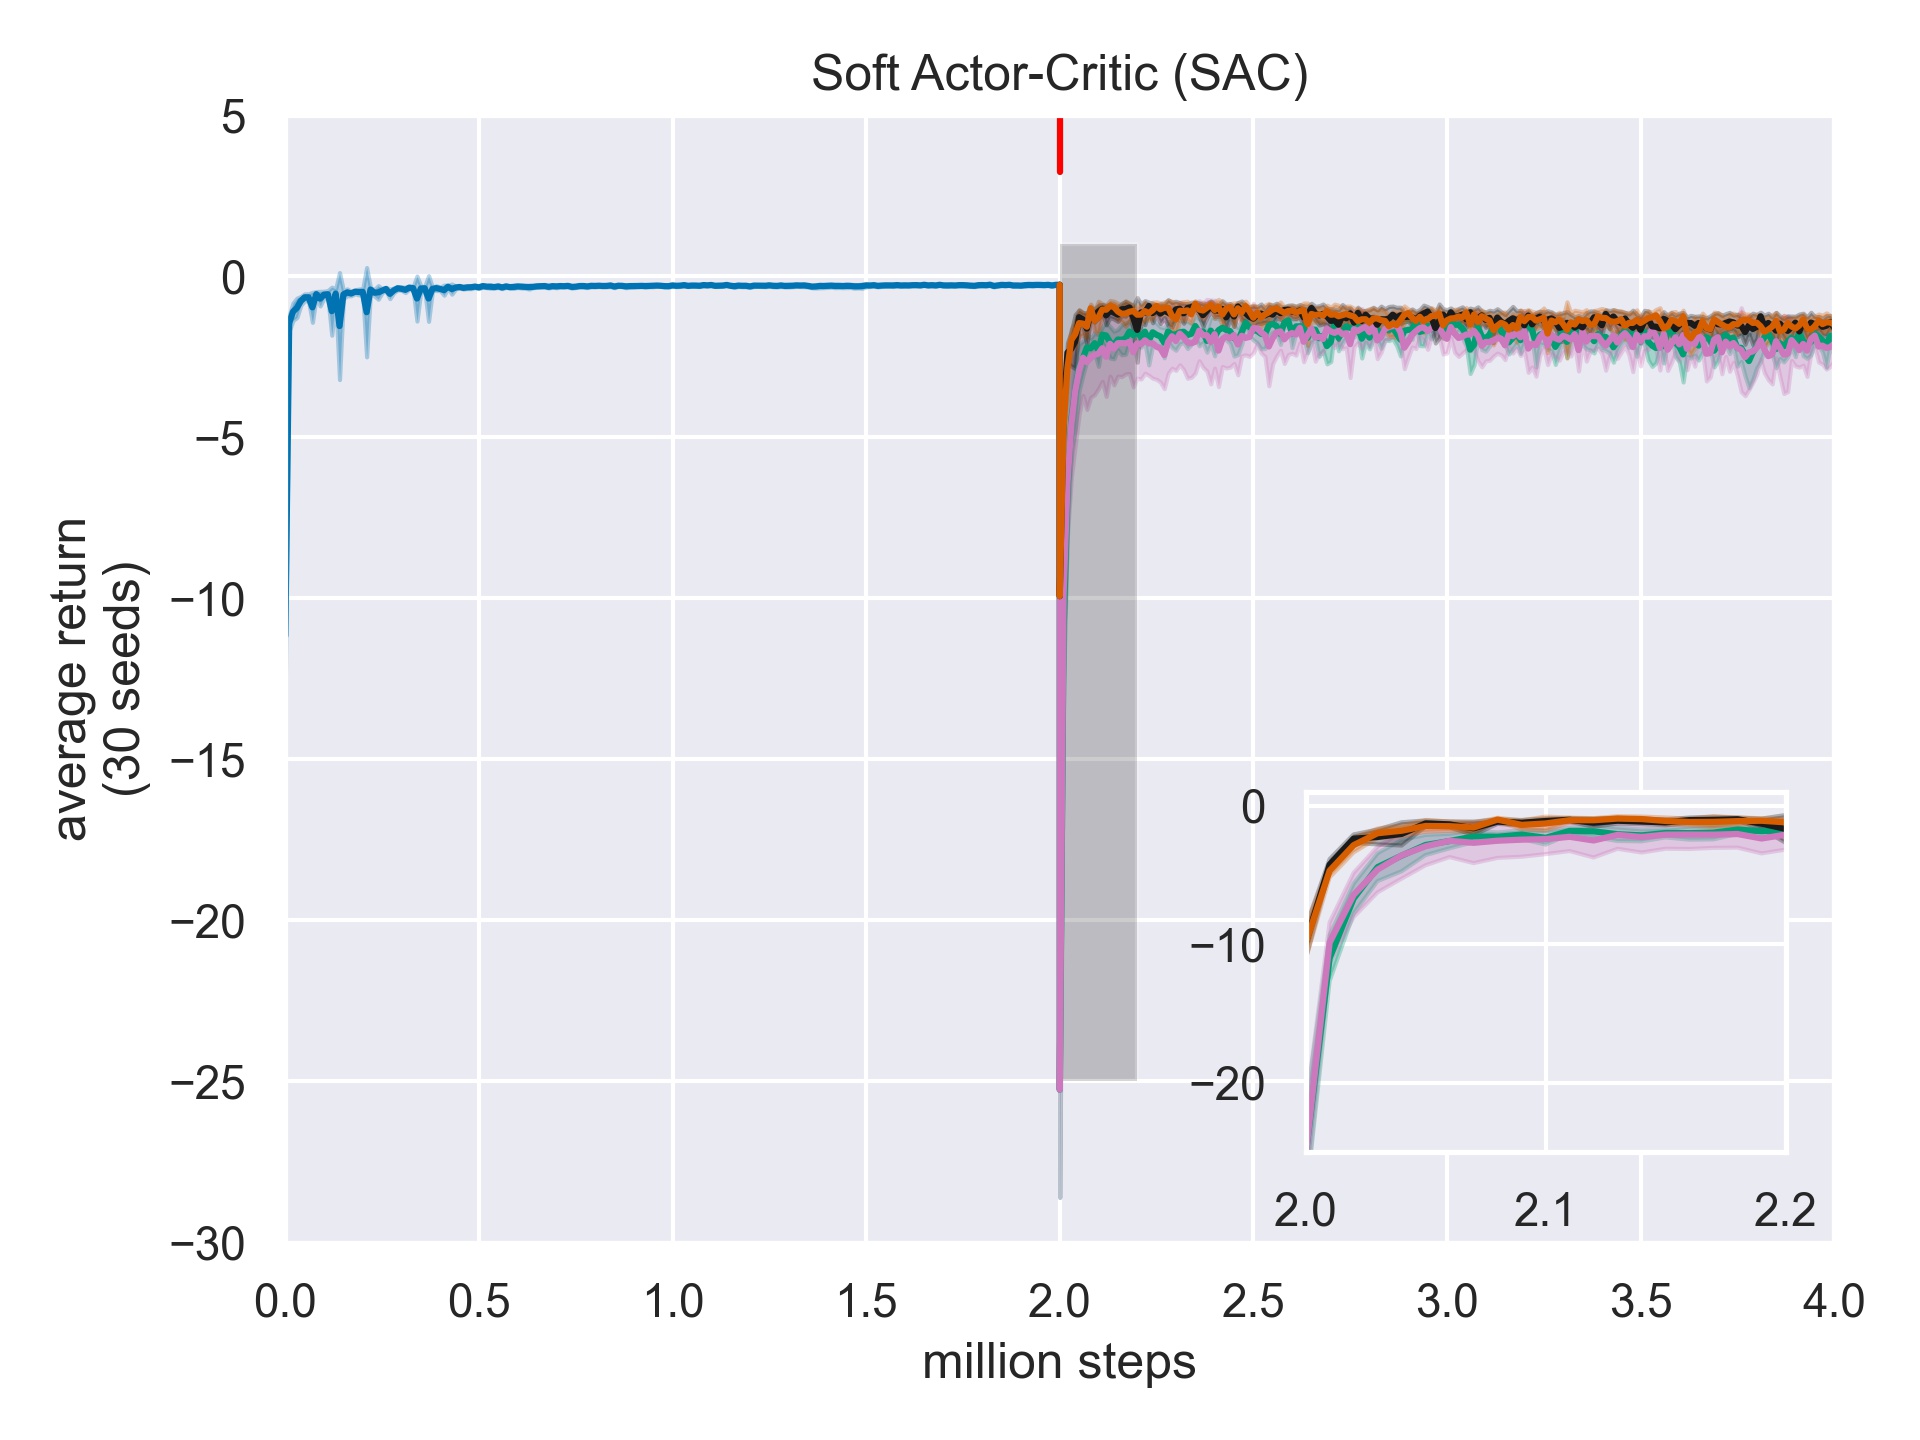 Soft Actor-Critic (SAC)
5
0
−5
−10
−15
−20
−25
−30
average return
(30 seeds)
0
−10
−20
2.0 2.1 2.2
0.0 0.5 1.0 1.5 2.0 2.5 3.0 3.5 4.0
million steps